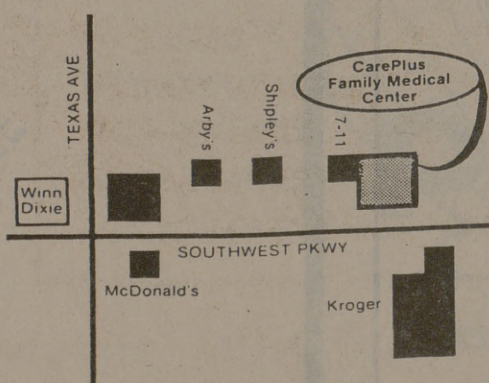 TEXAS AVE
CarePlus
Family Medical
Center
Arby's
Shipley's
7-11
Winn
Dixie
SOUTHWEST PKWY
McDonald's
Kroger